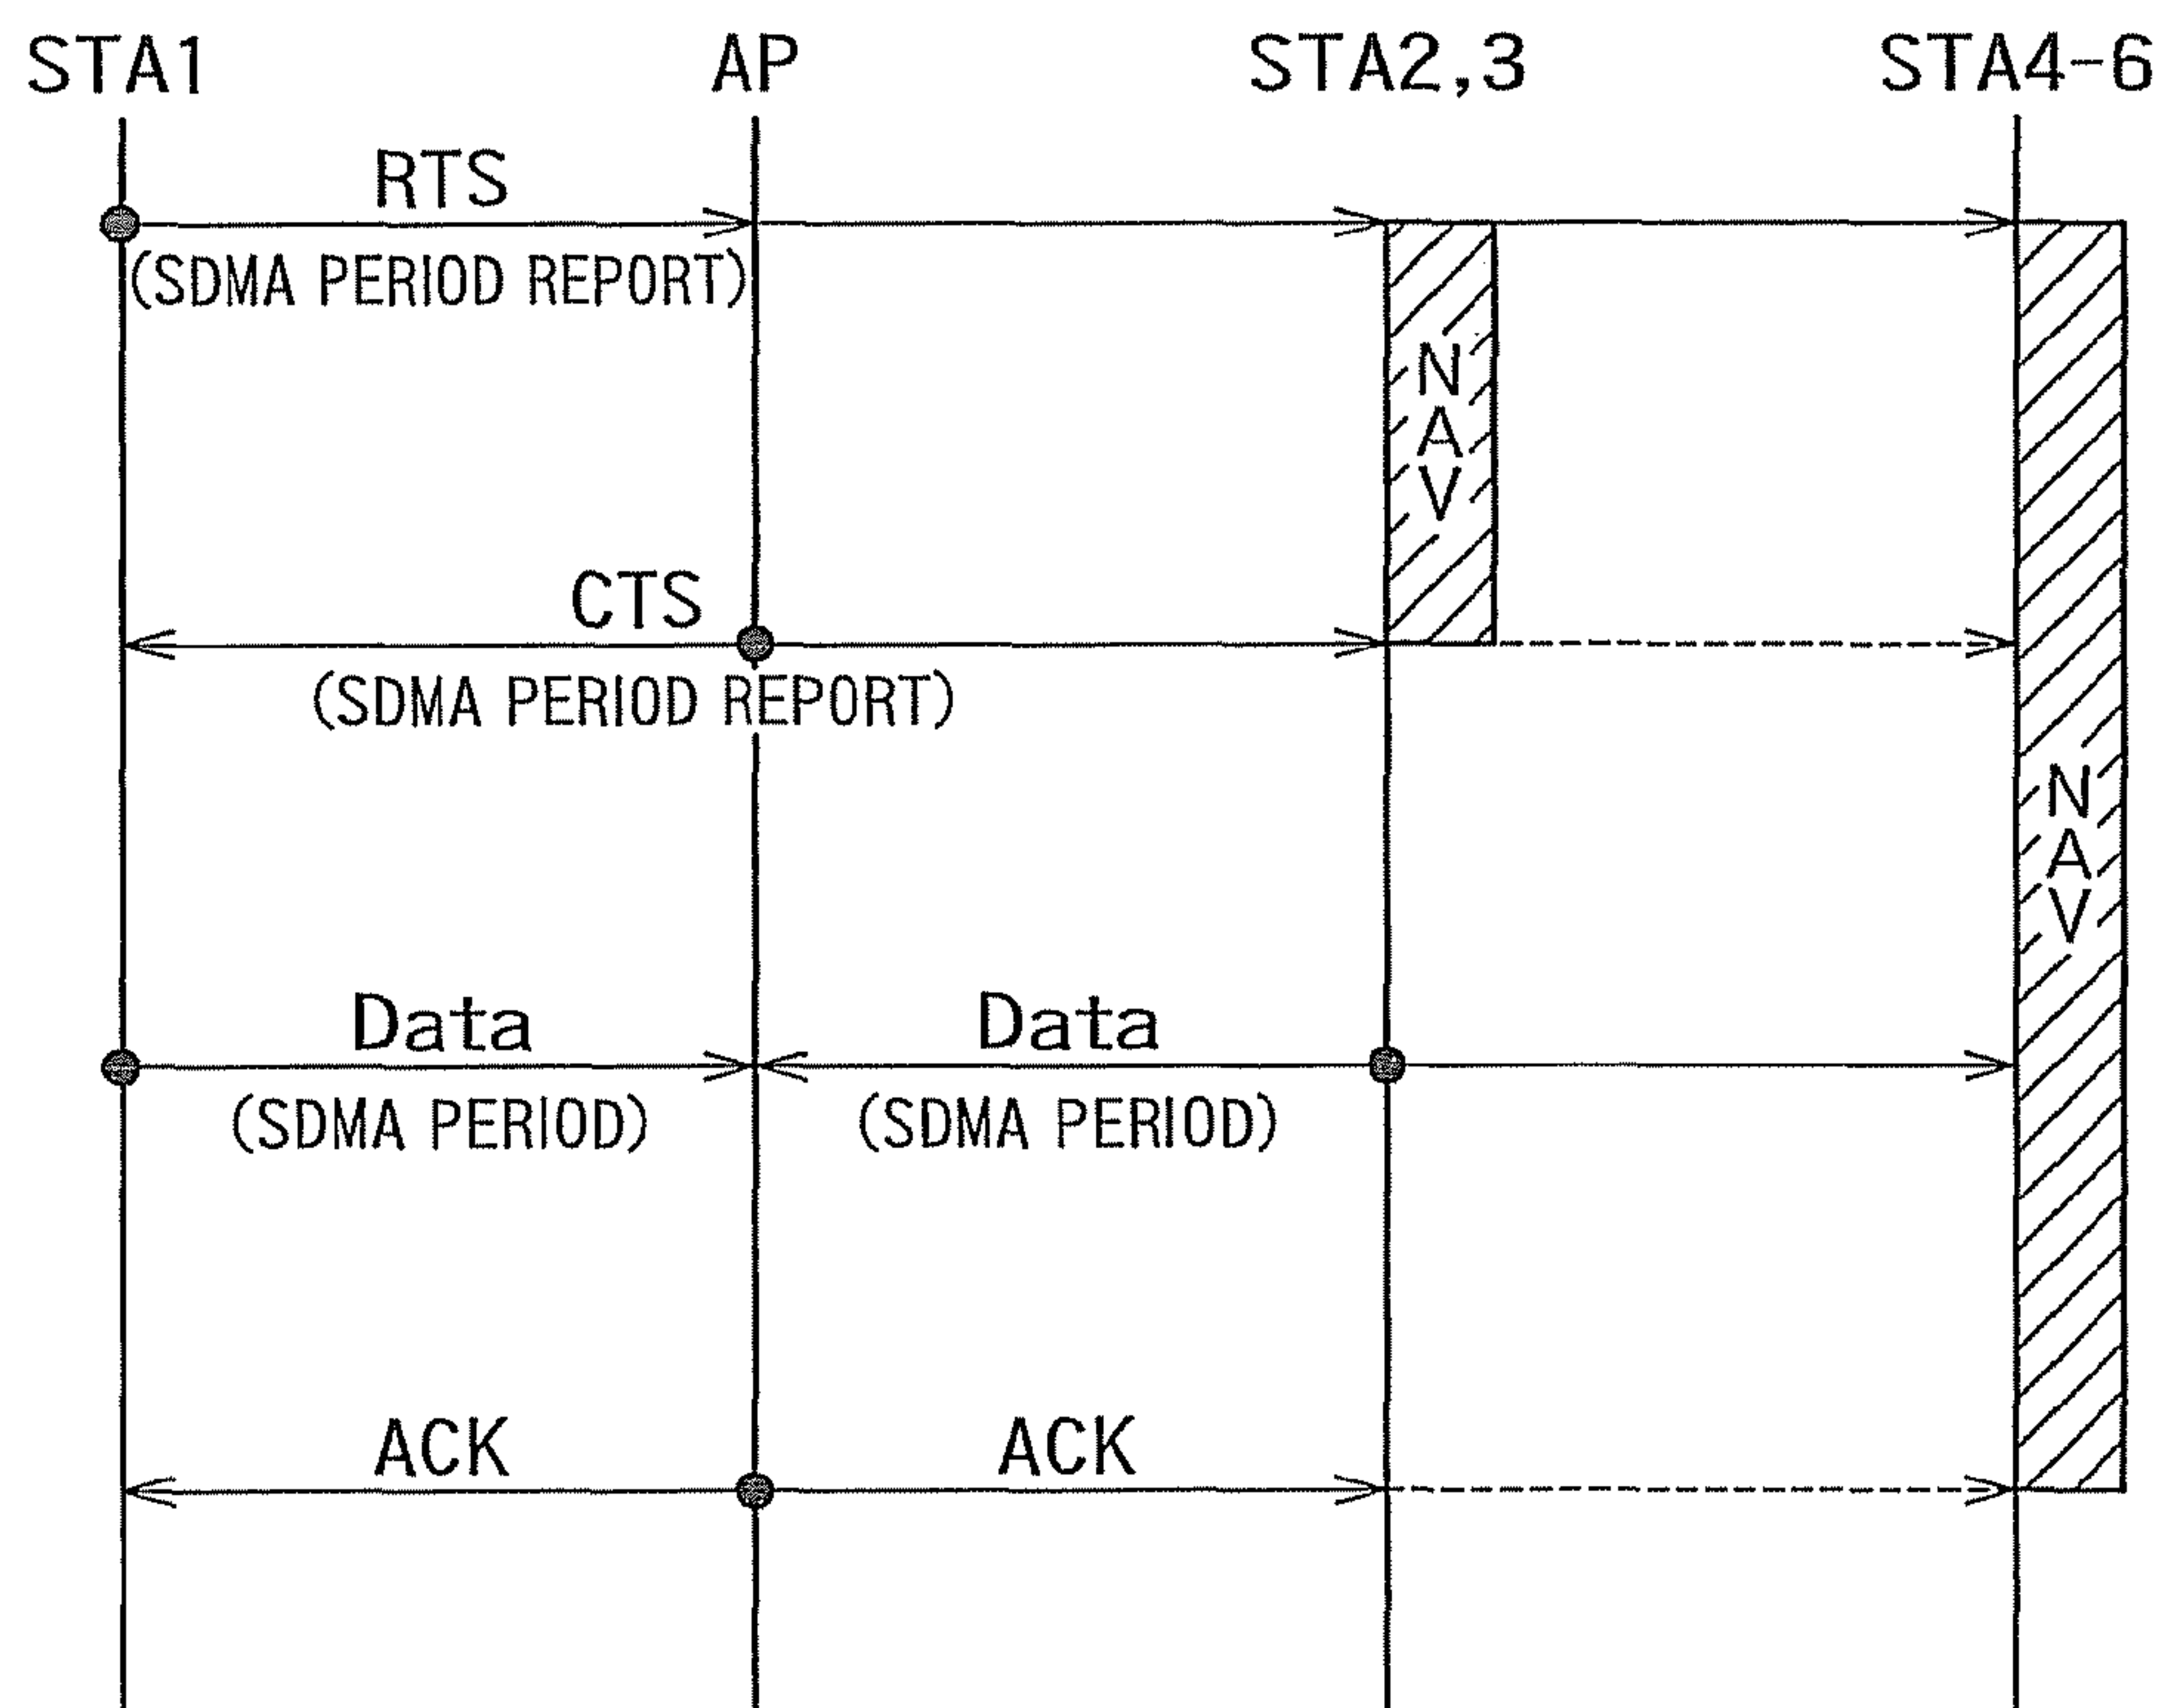 STA1 AP STA2,3 STA4-6
RTS
(SDMA PERIOD REPORT)
NAV
CTS
(SDMA PERIOD REPORT)
NAV
Data Data
(SDMA PERIOD) (SDMA PERIOD)
ACK ACK